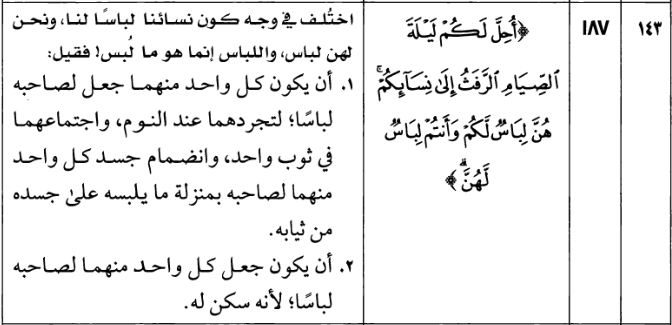 ١٤٣
١٨٧
﴿أُحِلَّ لَكُمْ لَيْلَةَ
الصِّيَامِ الرَّفَثُ إِلَىٰ نِسَآئِكُمْ ۚ
هُنَّ لِبَاسٌ لَّكُمْ وَأَنتُمْ لِبَاسٌ
لَّهُنَّ ۗ﴾
اختُلف في وجه كون نسائنا لباسًا لنا، ونحن
لهن لباس، واللباس إنما هو ما لُبس! فقيل:
١. أن يكون كل واحد منهما جعل لصاحبه
لباسًا؛ لتجردهما عند النوم، واجتماعهما
في ثوب واحد، وانضمام جسد كل واحد
منهما لصاحبه بمنزلة ما يلبسه علىٰ جسده
من ثيابه.
٢. أن يكون جعل كل واحد منهما لصاحبه
لباسًا؛ لأنه سكن له.